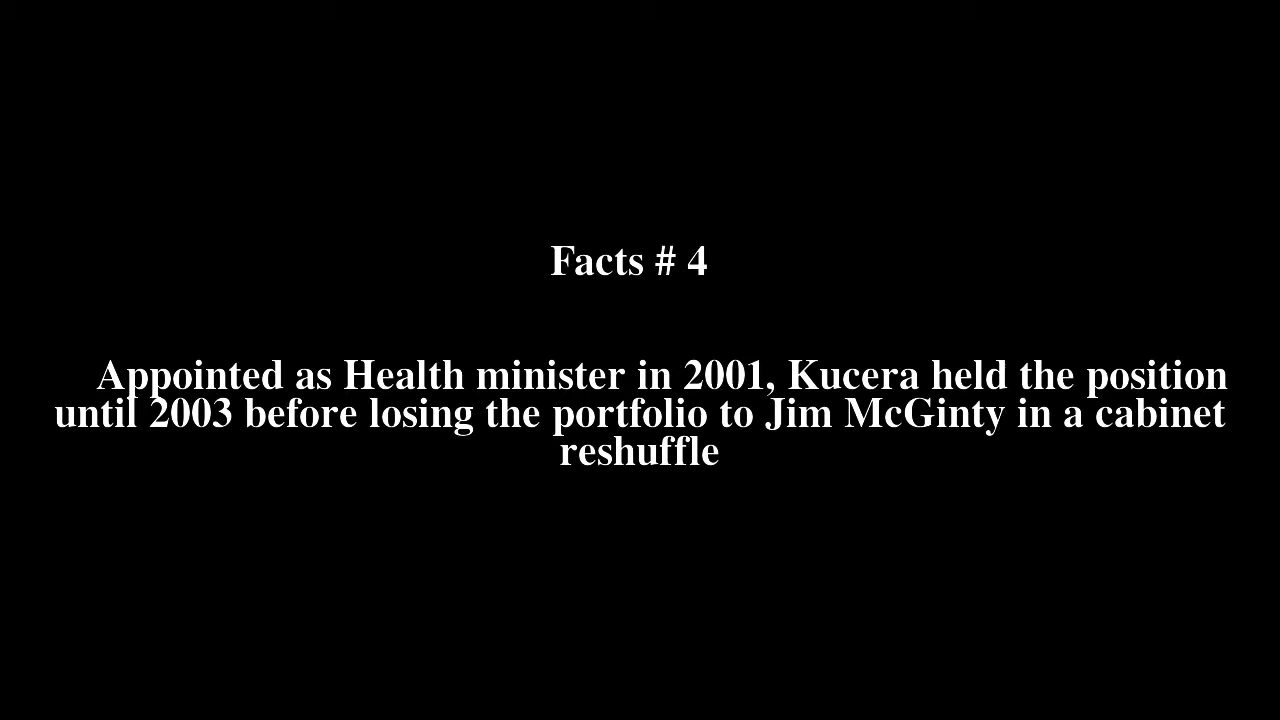 Facts # 4
Appointed as Health minister in 2001, Kucera held the position
until 2003 before losing the portfolio to Jim McGinty in a cabinet
reshuffle